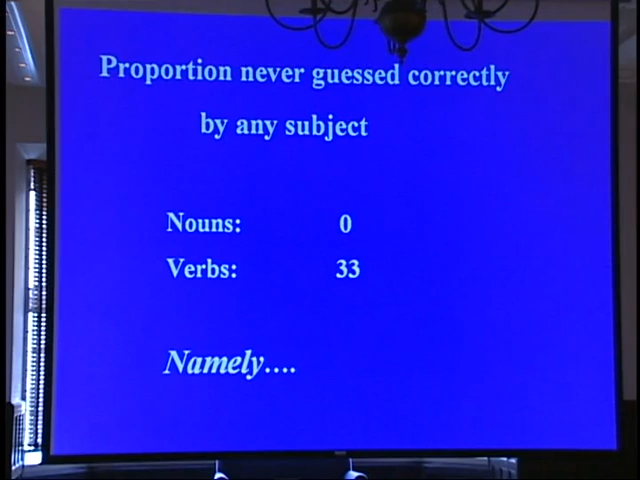 Proportion never guessed correctly
by any subject
Nouns: 0
Verbs: 33
Namely....